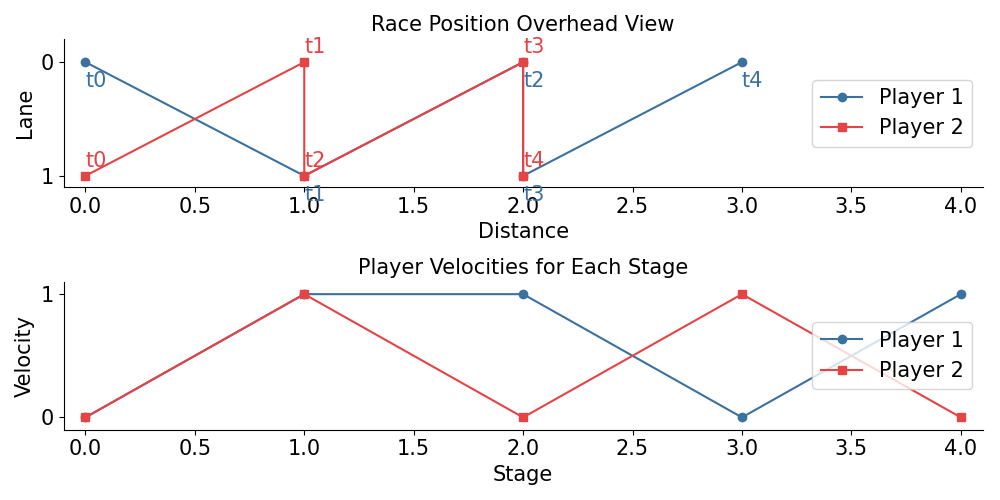 Race Position Overhead View
Lane
0
1
t0
t0
t1
t2
t1
t3
t2
t4
t3
t4
Player 1
Player 2
0.0 0.5 1.0 1.5 2.0 2.5 3.0 3.5 4.0
Distance
Player Velocities for Each Stage
Velocity
1
0
Player 1
Player 2
0.0 0.5 1.0 1.5 2.0 2.5 3.0 3.5 4.0
Stage